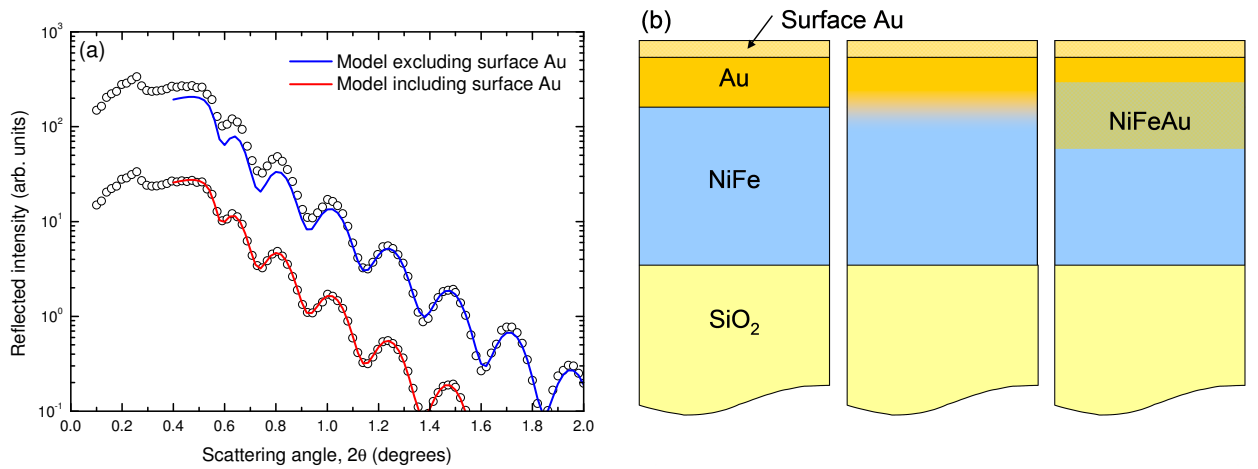 (a)
Model excluding surface Au
Model including surface Au
10³
10²
10¹
10⁰
10⁻¹
Reflected intensity (arb. units)
0.0 0.2 0.4 0.6 0.8 1.0 1.2 1.4 1.6 1.8 2.0
Scattering angle, 2θ (degrees)
(b)
Surface Au
Au
NiFe
SiO₂
NiFeAu